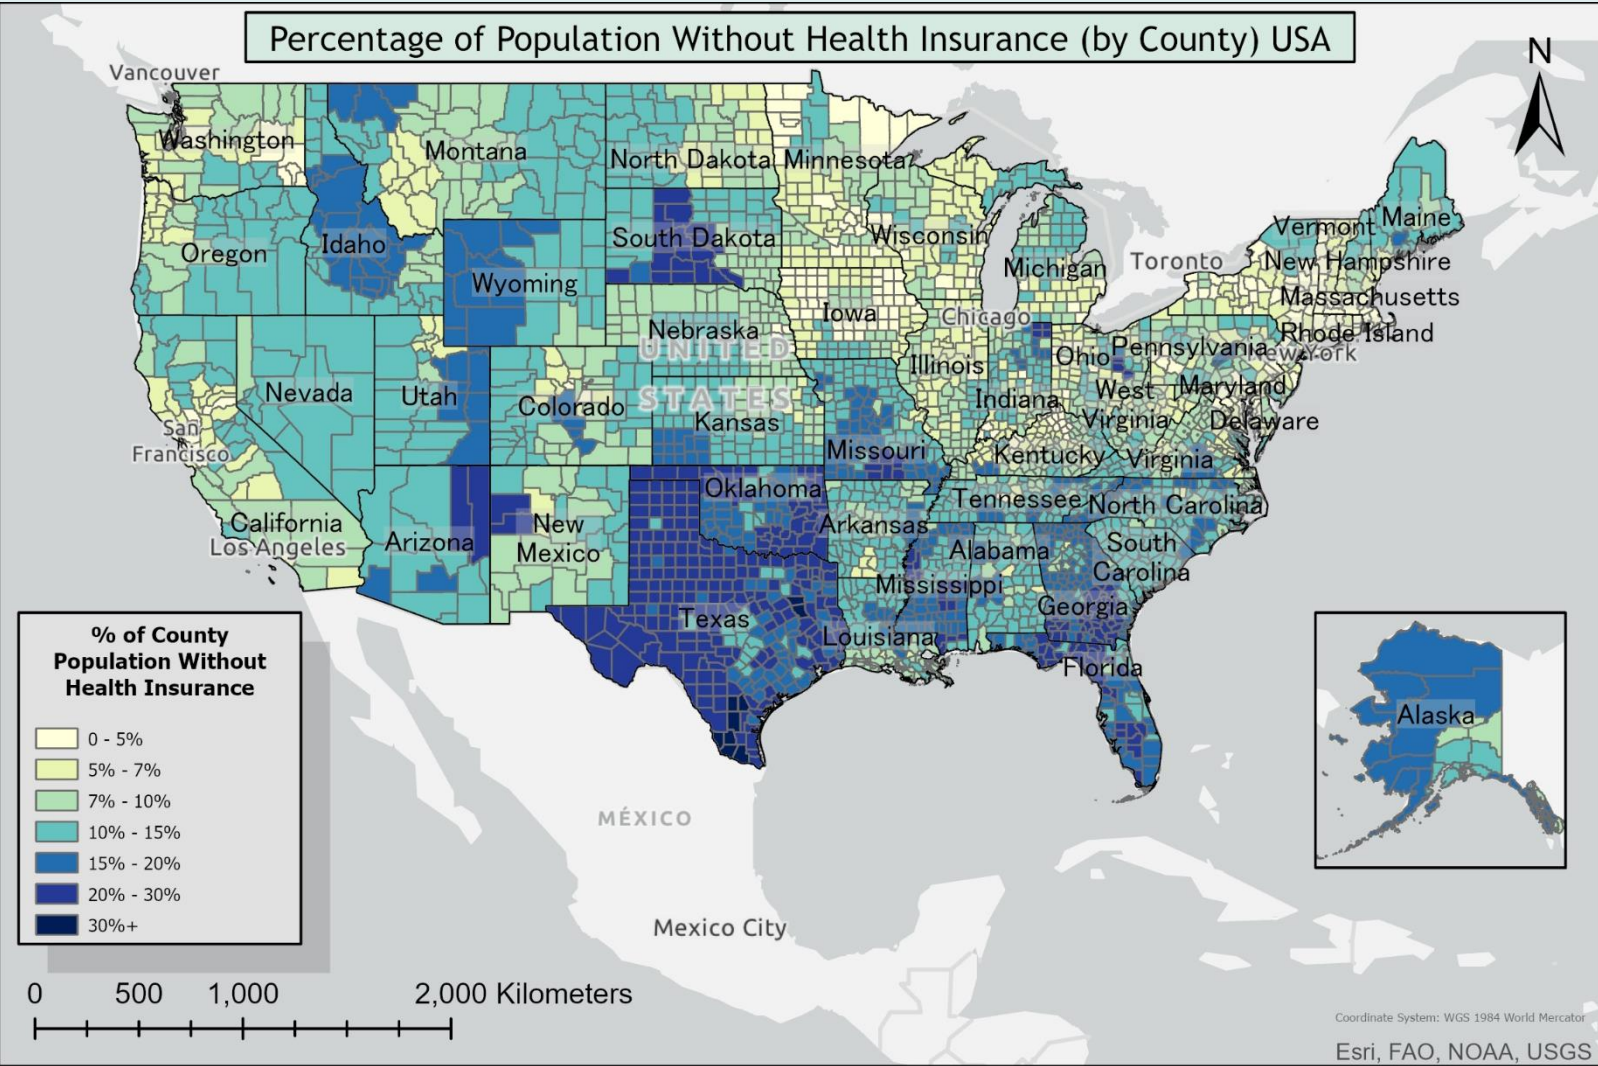 Percentage of Population Without Health Insurance (by County) USA
N
Vancouver
Washington
Montana
North Dakota
Minnesota
Vermont
Maine
Oregon
Idaho
South Dakota
Wisconsin
Michigan
Toronto
New Hampshire
Wyoming
Massachusetts
Iowa
Chicago
Nebraska
Rhode Island
UNITED
STATES
Ohio
Pennsylvania
New York
Illinois
Nevada
Utah
Colorado
Indiana
West
Virginia
Maryland
Delaware
Kansas
San
Francisco
Missouri
Kentucky
Virginia
Oklahoma
Tennessee
North Carolina
California
Los Angeles
Arizona
New
Mexico
Arkansas
Alabama
South
Carolina
Mississippi
Georgia
Texas
Louisiana
Florida
Alaska
% of County
Population Without
Health Insurance
0 - 5%
5% - 7%
7% - 10%
10% - 15%
15% - 20%
20% - 30%
30%+
MÉXICO
Mexico City
0 500 1,000 2,000 Kilometers
Coordinate System: WGS 1984 World Mercator
Esri, FAO, NOAA, USGS